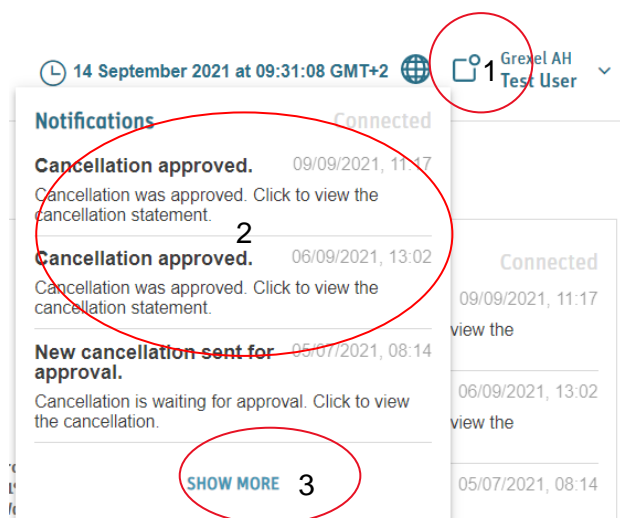 14 September 2021 at 09:31:08 GMT+2
1
Grexel AH
Test User
Notifications
Connected
Cancellation approved.
09/09/2021, 11:17
Cancellation was approved. Click to view the
cancellation statement.
2
Cancellation approved.
06/09/2021, 13:02
Cancellation was approved. Click to view the
cancellation statement.
New cancellation sent for
approval.
05/07/2021, 08:14
Cancellation is waiting for approval. Click to view
the cancellation.
SHOW MORE
3
Connected
09/09/2021, 11:17
view the
06/09/2021, 13:02
view the
05/07/2021, 08:14